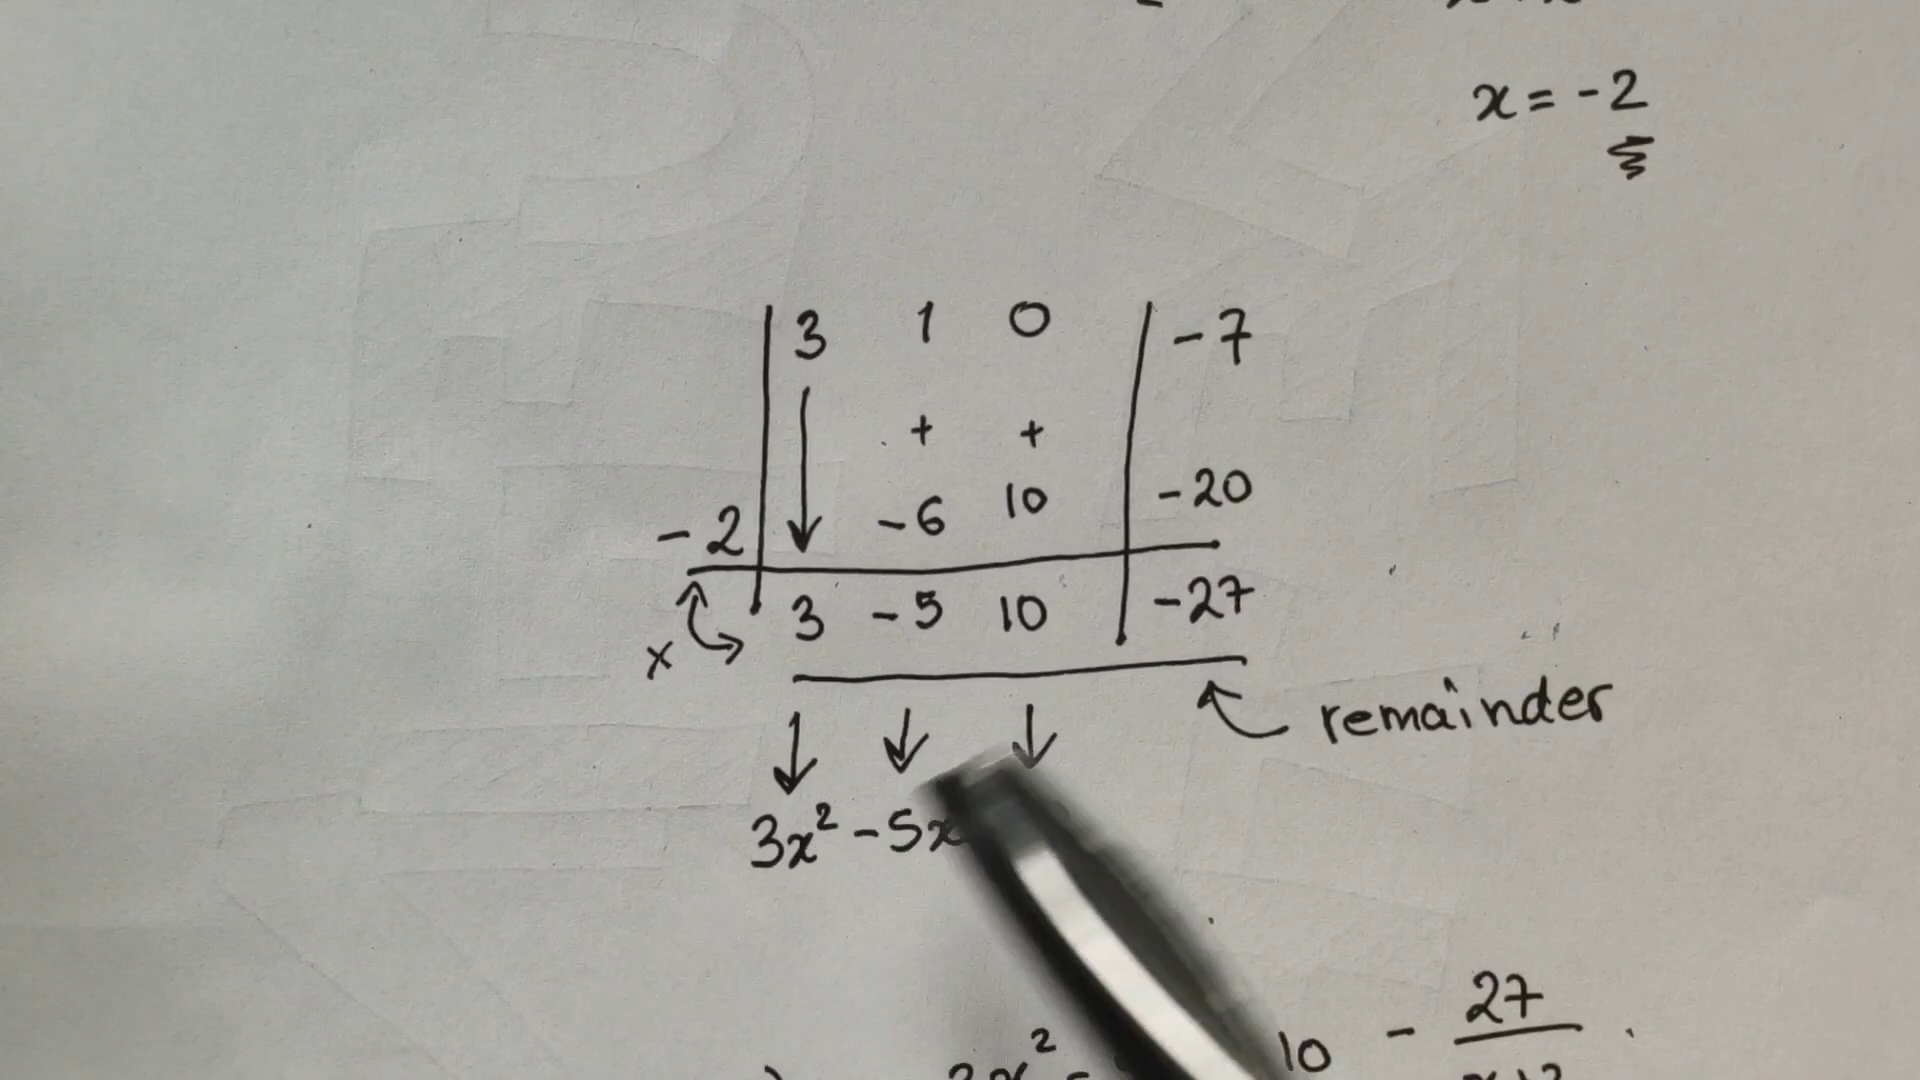 x = -2
3 1 0 -7
+ +
-2 -6 10 -20
3 -5 10 -27
x
remainder
3x² - 5x
10 - 27